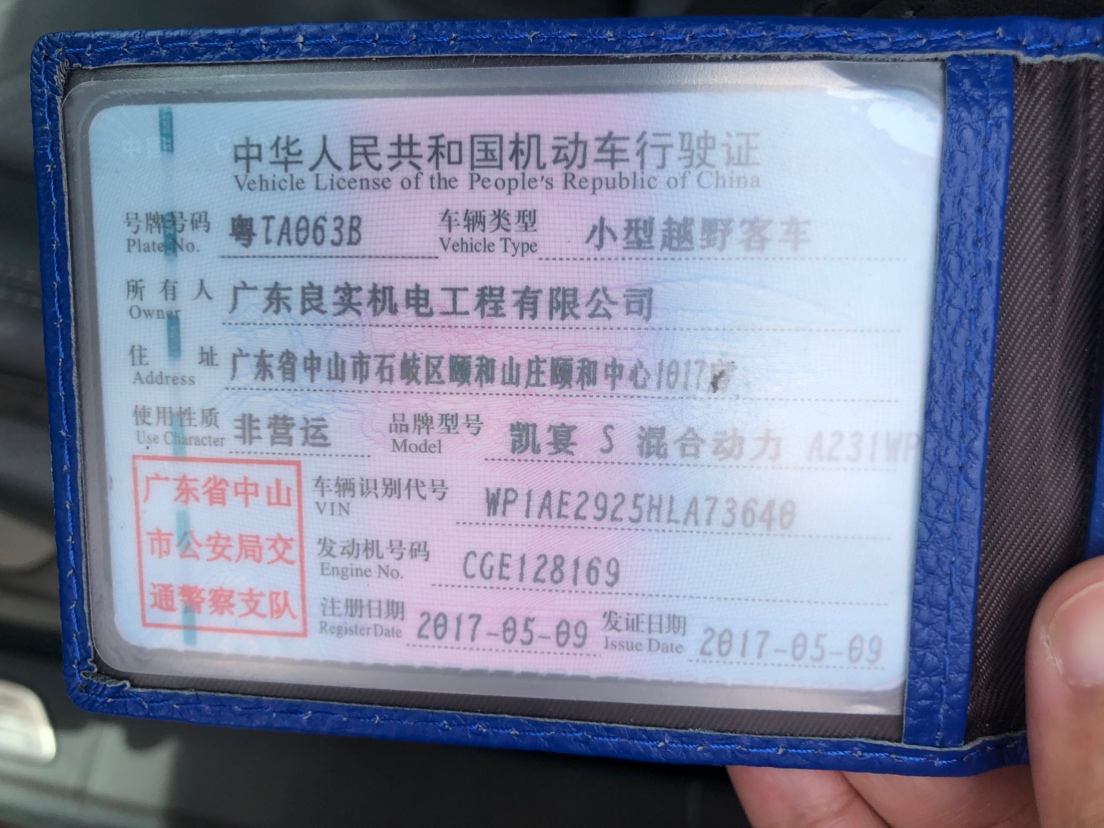 中华人民共和国机动车行驶证
Vehicle License of the People's Republic of China
号牌号码 粤TA063B 车辆类型 小型越野客车
Plate No. Vehicle Type
所有人 广东良实机电工程有限公司
Owner
住址 广东省中山市石岐区颐和山庄颐和中心1017
Address
使用性质 非营运 品牌型号 凯宴 S 混合动力 A231WP
Use Character Model
广东省中山
市公安局交
通警察支队
车辆识别代号 WP1AE2925HLA73640
VIN
发动机号码 CGE128169
Engine No.
注册日期 2017-05-09 发证日期 2017-05-09
Register Date Issue Date